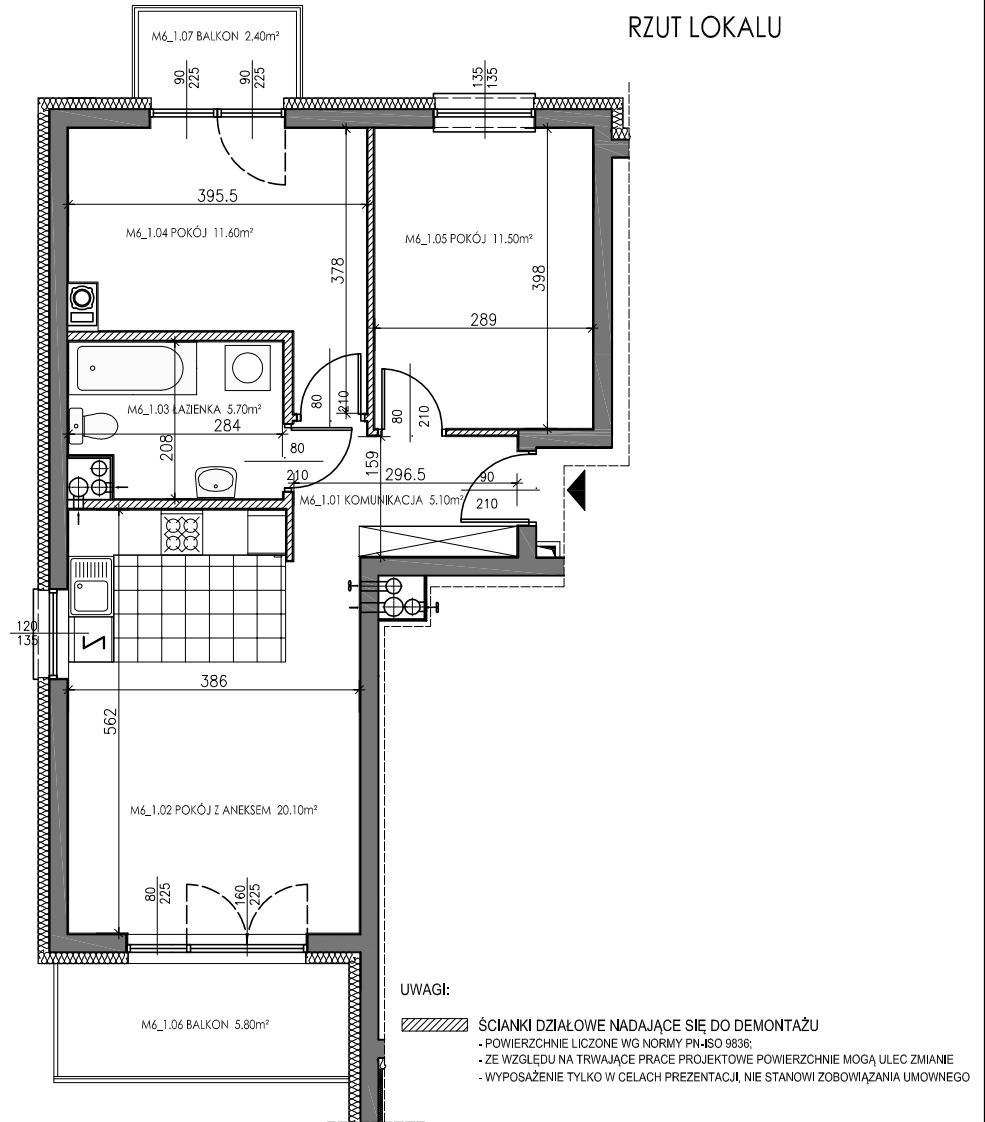 RZUT LOKALU
M6_1.07 BALKON 2.40m²
90
225
90
225
135
135
395.5
M6_1.04 POKÓJ 11.60m²
378
M6_1.05 POKÓJ 11.50m²
398
289
80
210
80
210
M6_1.03 ŁAZIENKA 5.70m²
284
208
80
210
159
296.5
90
210
M6_1.01 KOMUNIKACJA 5.10m²
120
135
386
562
M6_1.02 POKÓJ Z ANEKSEM 20.10m²
80
225
160
225
M6_1.06 BALKON 5.80m²
UWAGI:
ŚCIANKI DZIAŁOWE NADAJĄCE SIĘ DO DEMONTAŻU
- POWIERZCHNIE LICZONE WG NORMY PN-ISO 9836;
- ZE WZGLĘDU NA TRWAJĄCE PRACE PROJEKTOWE POWIERZCHNIE MOGĄ ULEC ZMIANIE
- WYPOSAŻENIE TYLKO W CELACH PREZENTACJI, NIE STANOWI ZOBOWIĄZANIA UMOWNEGO